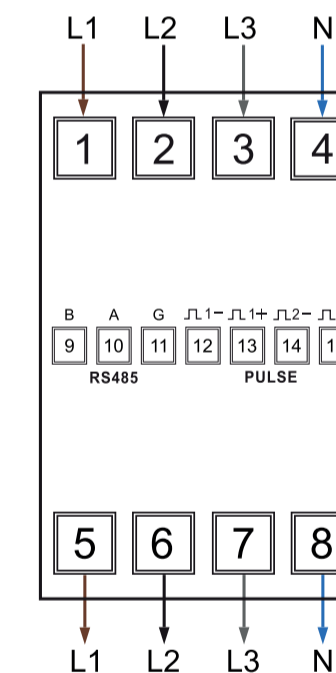 L1 L2 L3 N
1 2 3 4
B A G ⎍1- ⎍1+ ⎍2-
9 10 11 12 13 14 1
RS485 PULSE
5 6 7 8
L1 L2 L3 N